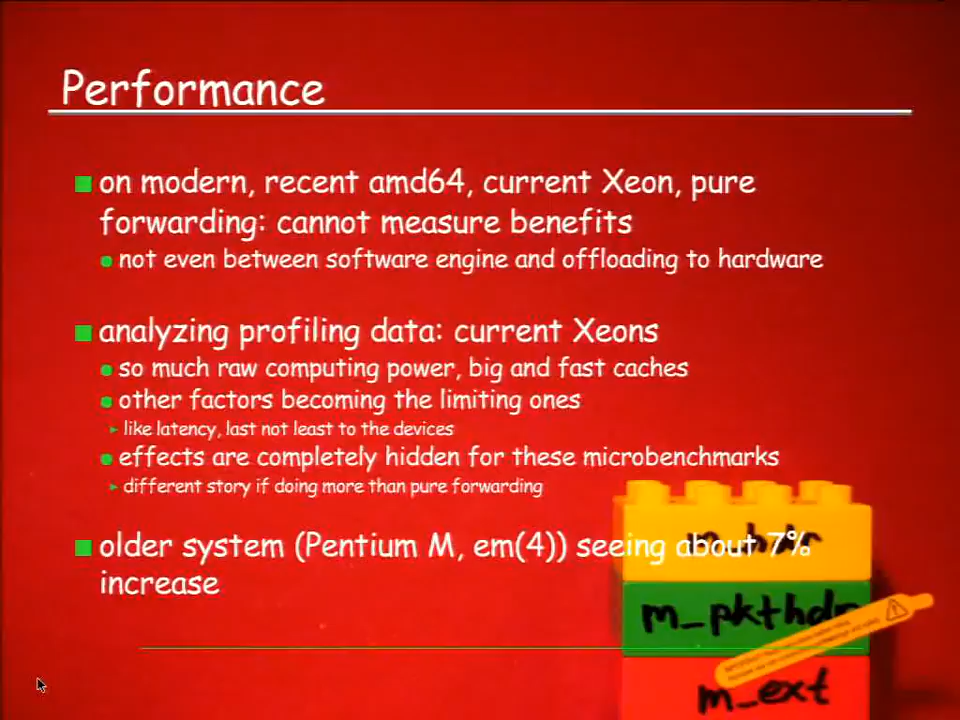 Performance
on modern, recent amd64, current Xeon, pure
forwarding: cannot measure benefits
not even between software engine and offloading to hardware
analyzing profiling data: current Xeons
so much raw computing power, big and fast caches
other factors becoming the limiting ones
like latency, last not least to the devices
effects are completely hidden for these microbenchmarks
different story if doing more than pure forwarding
older system (Pentium M, em(4)) seeing about 7%
increase
m_hdr
m_pkthdr
m_ext